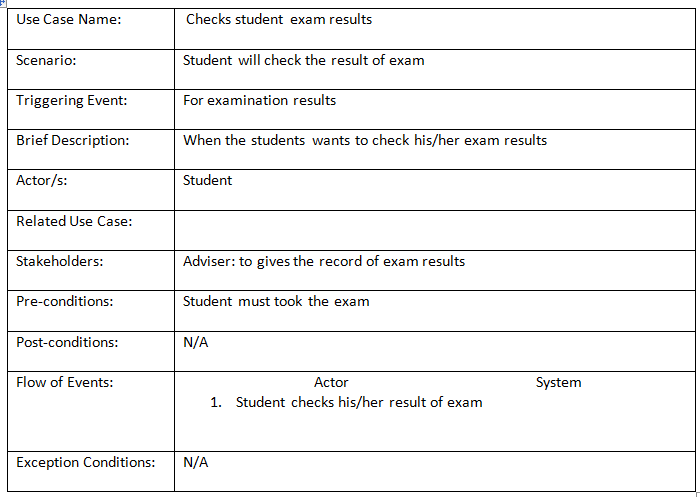 Use Case Name: Checks student exam results
Scenario: Student will check the result of exam
Triggering Event: For examination results
Brief Description: When the students wants to check his/her exam results
Actor/s: Student
Related Use Case:
Stakeholders: Adviser: to gives the record of exam results
Pre-conditions: Student must took the exam
Post-conditions: N/A
Flow of Events: Actor System
1. Student checks his/her result of exam
Exception Conditions: N/A